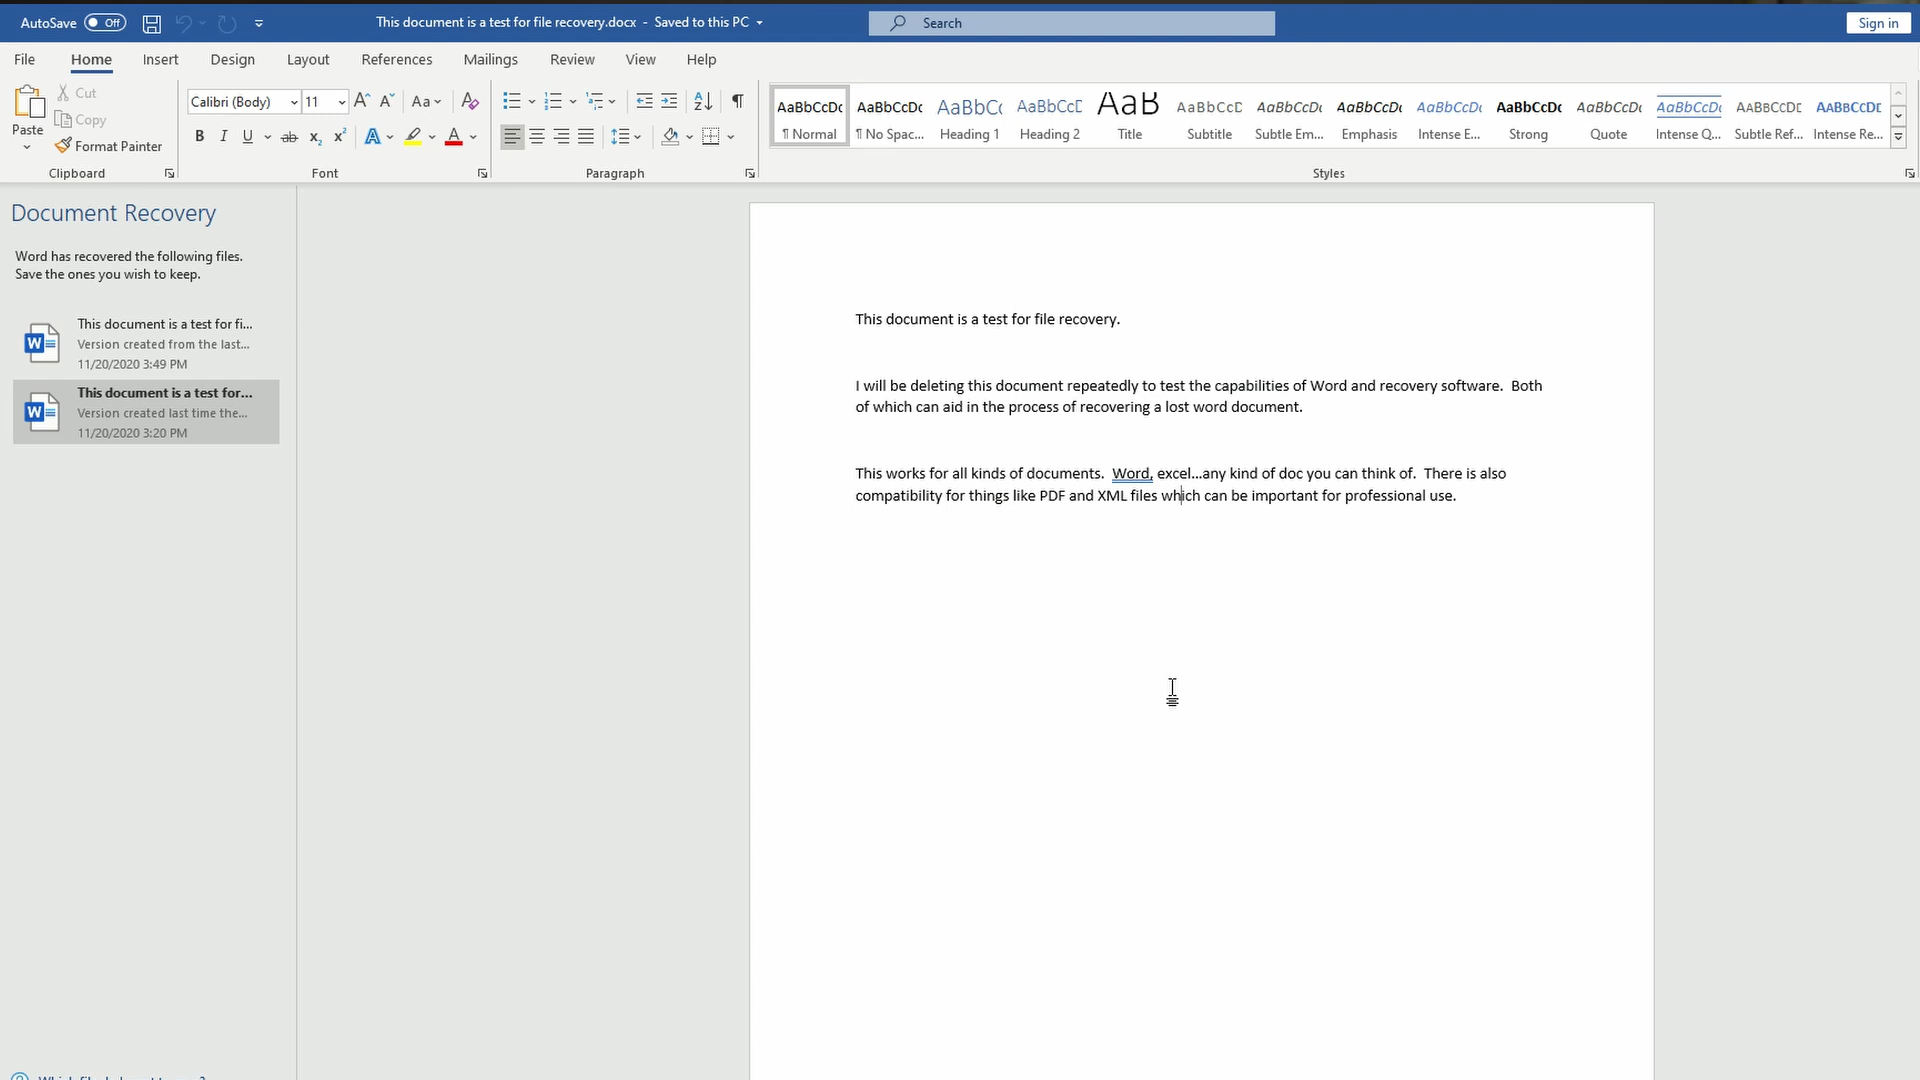 AutoSave Off This document is a test for file recovery.docx - Saved to this PC Search Sign in
File Home Insert Design Layout References Mailings Review View Help
Paste
Cut
Copy
Format Painter
Clipboard
Calibri (Body) 11 Aa
B I U ab x₂ x² A A
Font
Paragraph
AaBbCcDc AaBbCcDc AaBbCc AaBbCcD AaB AaBbCcD AaBbCcDc AaBbCcDc AaBbCcDc AaBbCcDc AaBbCcDc AaBbCcDc AABBCCDD AABBCCDD
¶ Normal ¶ No Spac... Heading 1 Heading 2 Title Subtitle Subtle Em... Emphasis Intense E... Strong Quote Intense Q... Subtle Ref... Intense Re...
Styles
Document Recovery
Word has recovered the following files.
Save the ones you wish to keep.
This document is a test for fi...
Version created from the last...
11/20/2020 3:49 PM
This document is a test for...
Version created last time the...
11/20/2020 3:20 PM
This document is a test for file recovery.
I will be deleting this document repeatedly to test the capabilities of Word and recovery software.  Both
of which can aid in the process of recovering a lost word document.
This works for all kinds of documents.  Word, excel...any kind of doc you can think of.  There is also
compatibility for things like PDF and XML files which can be important for professional use.